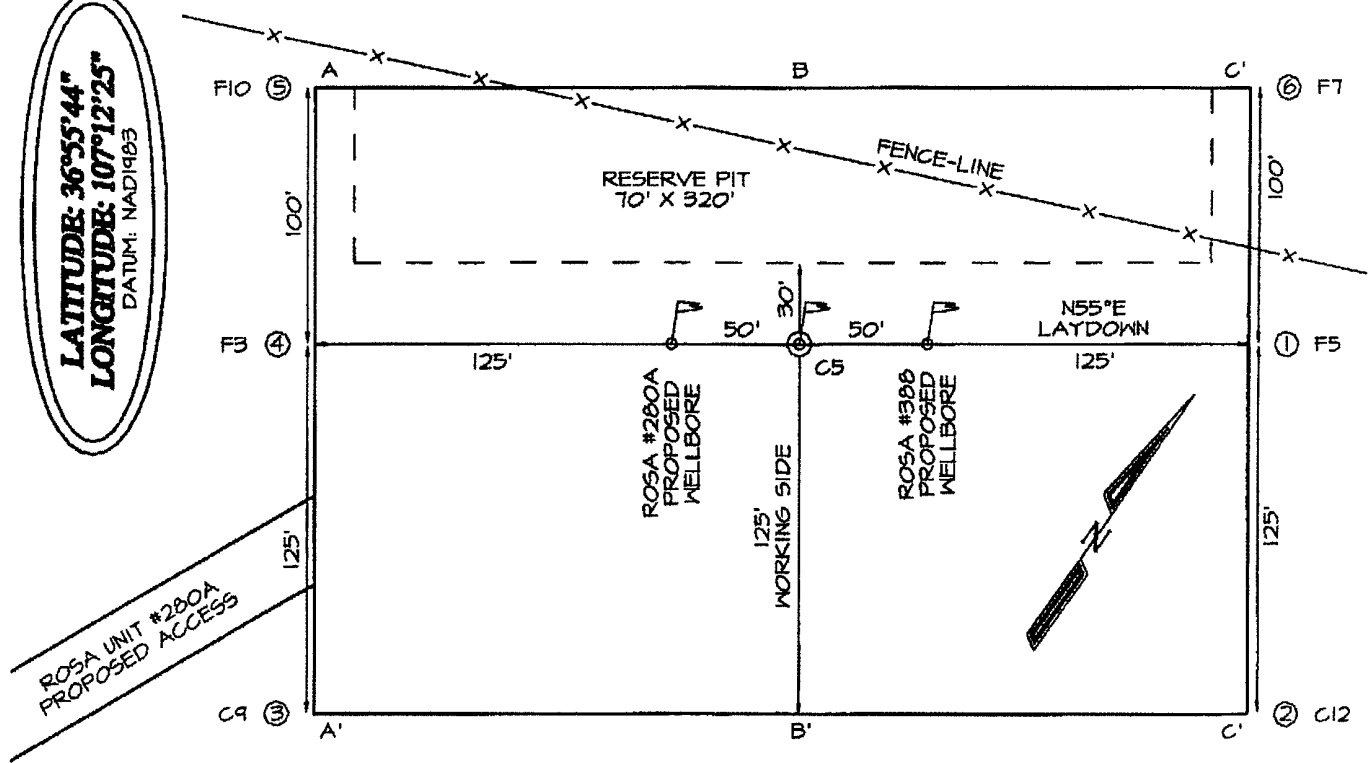 LATITUDE: 36°55'44"
LONGITUDE: 107°12'25"
DATUM: NAD1983
F10 ⑤
A
B
C'
⑥ F7
100'
RESERVE PIT
70' X 320'
FENCE-LINE
100'
F3 ④
125'
50'
30'
50'
C5
N55°E
LAYDOWN
125'
① F5
ROSA #280A
PROPOSED
WELLBORE
ROSA #388
PROPOSED
WELLBORE
125'
WORKING SIDE
N
125'
125'
ROSA UNIT #280A
PROPOSED ACCESS
C9 ③
A'
B'
C'
② C12